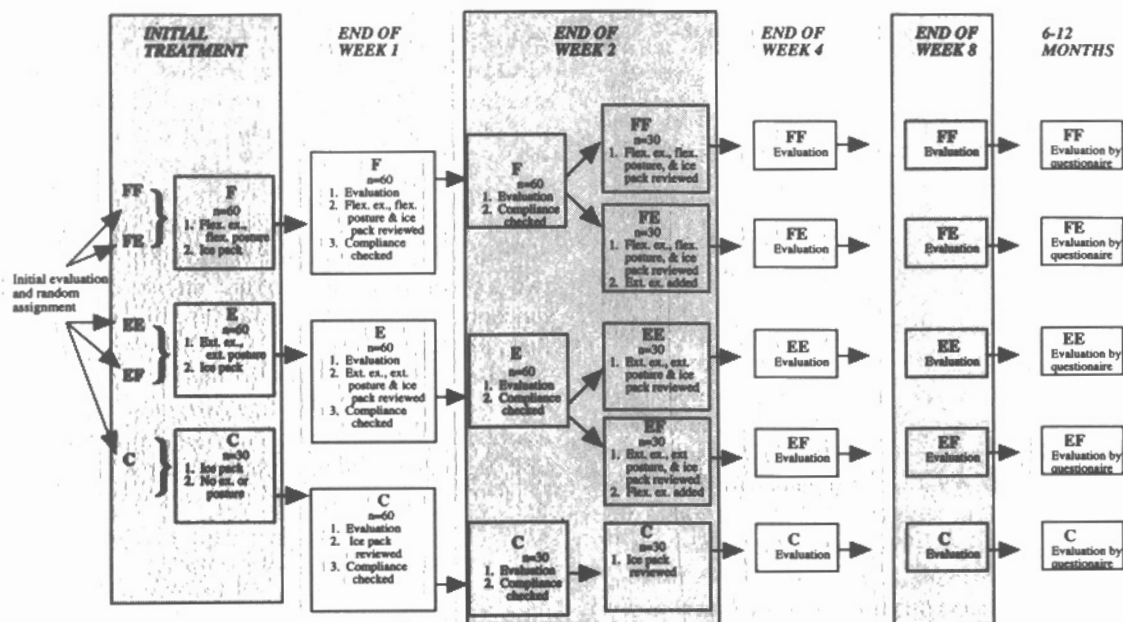 INITIAL
TREATMENT
END OF
WEEK 1
END OF
WEEK 2
END OF
WEEK 4
END OF
WEEK 8
6-12
MONTHS
Initial evaluation
and random
assignment
FF
FE
EE
EF
C
F
n=60
1. Flex. ex.,
flex. posture
2. Ice pack
E
n=60
1. Ext. ex.,
ext. posture
2. Ice pack
C
n=30
1. Ice pack
2. No ex. or
posture
F
n=60
1. Evaluation
2. Flex. ex., flex.
posture & ice
pack reviewed
3. Compliance
checked
E
n=60
1. Evaluation
2. Ext. ex., ext.
posture & ice
pack reviewed
3. Compliance
checked
C
n=60
1. Evaluation
2. Ice pack
reviewed
3. Compliance
checked
F
n=60
1. Evaluation
2. Compliance
checked
E
n=60
1. Evaluation
2. Compliance
checked
C
n=30
1. Evaluation
2. Compliance
checked
FF
n=30
1. Flex. ex., flex.
posture, & ice
pack reviewed
FE
n=30
1. Flex. ex., flex.
posture, & ice
pack reviewed
2. Ext. ex. added
EE
n=30
1. Ext. ex., ext.
posture & ice
pack reviewed
EF
n=30
1. Ext. ex., ext
posture, & ice
pack reviewed
2. Flex. ex. added
C
n=30
1. Ice pack
reviewed
FF
Evaluation
FE
Evaluation
EE
Evaluation
EF
Evaluation
C
Evaluation
FF
Evaluation
FE
Evaluation
EE
Evaluation
EF
Evaluation
C
Evaluation
FF
Evaluation by
questionaire
FE
Evaluation by
questionaire
EE
Evaluation by
questionaire
EF
Evaluation by
questionaire
C
Evaluation by
questionaire